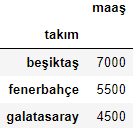 maaş
takım
beşiktaş 7000
fenerbahçe 5500
galatasaray 4500